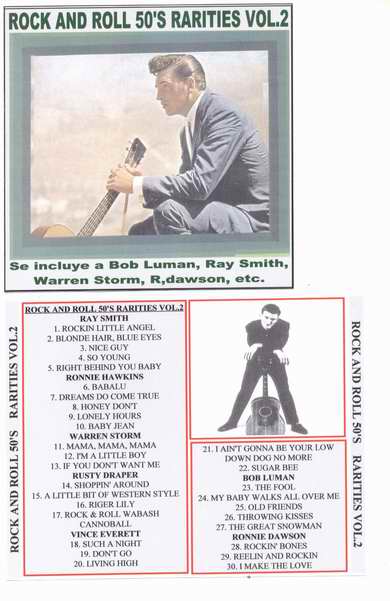 ROCK AND ROLL 50'S RARITIES VOL.2
Se incluye a Bob Luman, Ray Smith,
Warren Storm, R,dawson, etc.
ROCK AND ROLL 50'S RARITIES VOL.2
ROCK AND ROLL 50'S RARITIES VOL.2
RAY SMITH
1. ROCKIN LITTLE ANGEL
2. BLONDE HAIR, BLUE EYES
3. NICE GUY
4. SO YOUNG
5. RIGHT BEHIND YOU BABY
RONNIE HAWKINS
6. BABALU
7. DREAMS DO COME TRUE
8. HONEY DON'T
9. LONELY HOURS
10. BABY JEAN
WARREN STORM
11. MAMA, MAMA, MAMA
12. I'M A LITTLE BOY
13. IF YOU DON'T WANT ME
RUSTY DRAPER
14. SHOPPIN' AROUND
15. A LITTLE BIT OF WESTERN STYLE
16. RIGER LILY
17. ROCK & ROLL WABASH
CANNOBALL
VINCE EVERETT
18. SUCH A NIGHT
19. DON'T GO
20. LIVING HIGH
21. I AIN'T GONNA BE YOUR LOW
DOWN DOG NO MORE
22. SUGAR BEE
BOB LUMAN
23. THE FOOL
24. MY BABY WALKS ALL OVER ME
25. OLD FRIENDS
26. THROWING KISSES
27. THE GREAT SNOWMAN
RONNIE DAWSON
28. ROCKIN' BONES
29. REELIN AND ROCKIN
30. I MAKE THE LOVE
ROCK AND ROLL 50'S RARITIES VOL.2